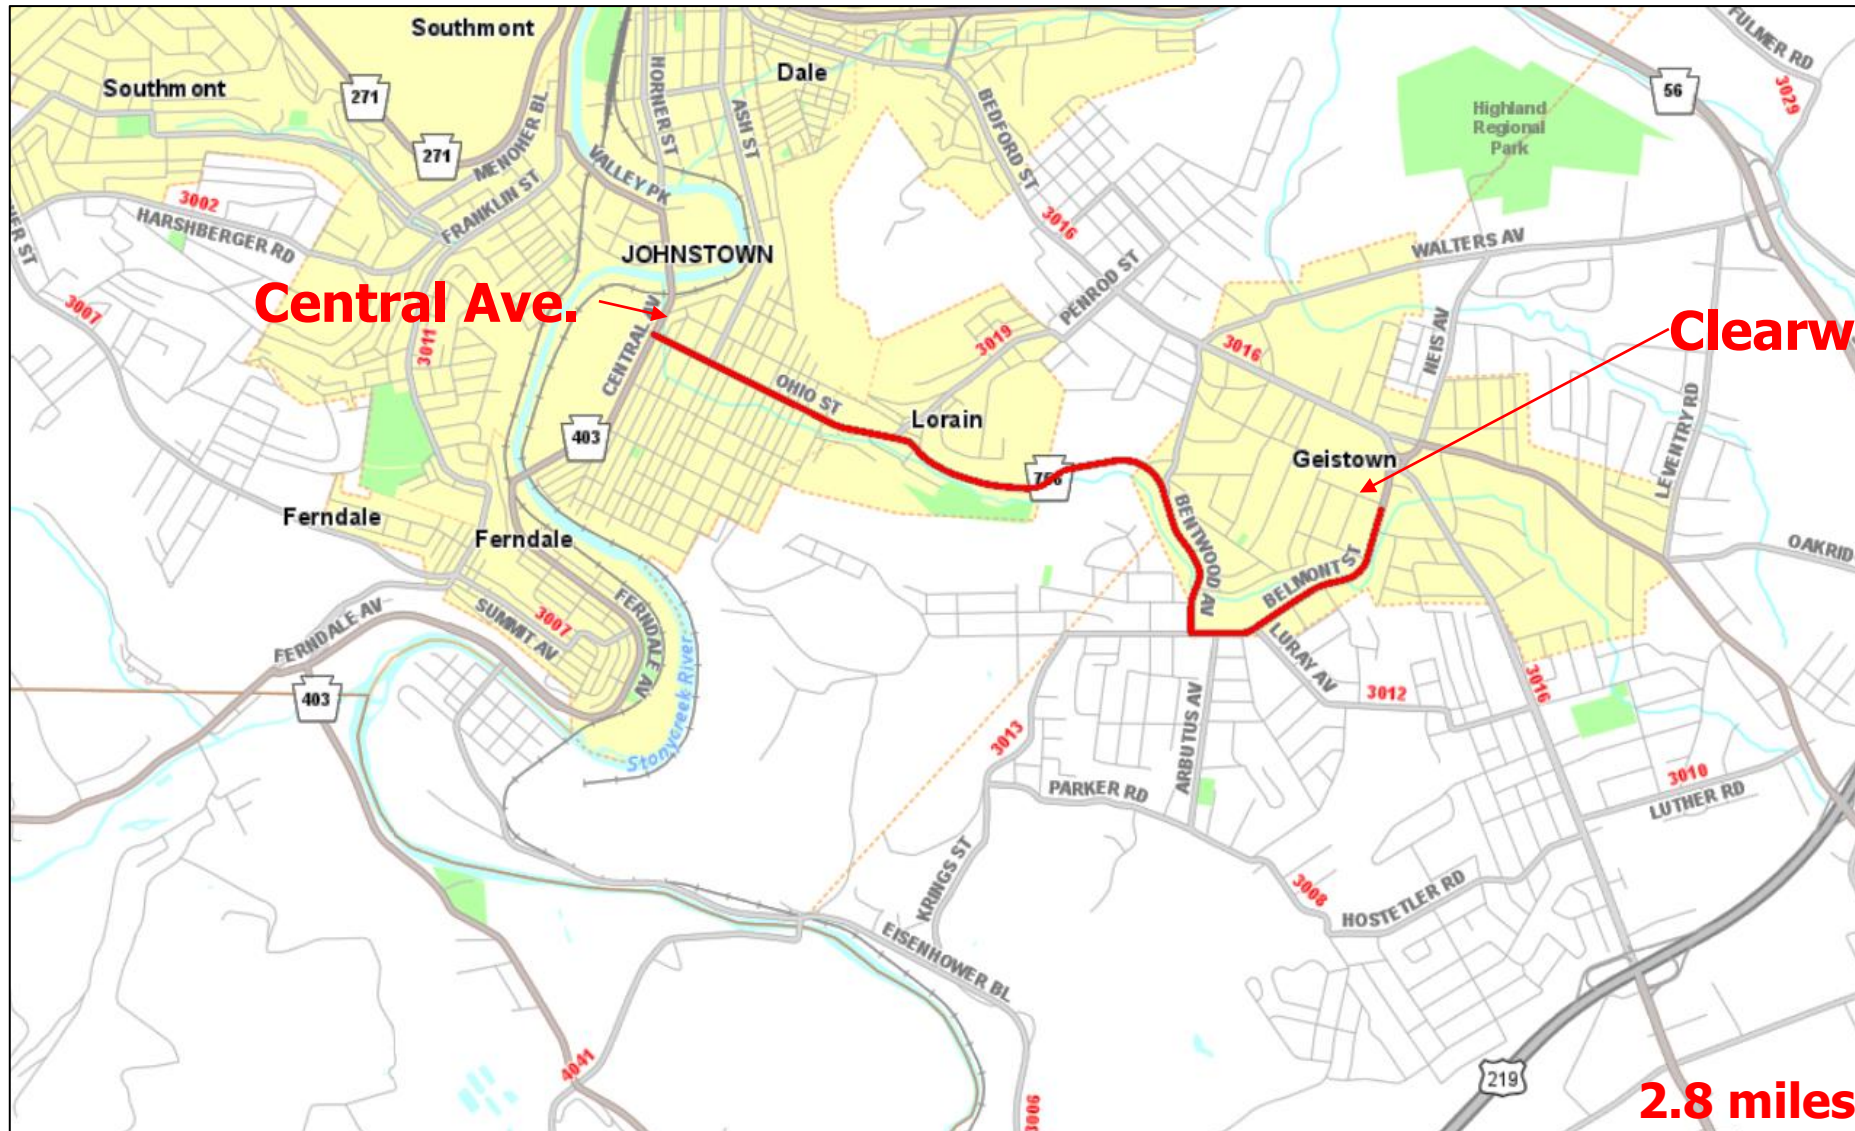 Southmont
Southmont
271
271
MENOHER BL
FRANKLIN ST
3002
HARSHBERGER RD
NER ST
3007
3011
VALLEY PK
HORNER ST
ASH ST
Dale
BEDFORD ST
3016
56
FULMER RD
3029
Highland
Regional
Park
WALTERS AV
JOHNSTOWN
Central Ave.
CENTRAL AV
403
OHIO ST
Lorain
3019
PENROD ST
3016
NEIS AV
Clearw
LEVENTRY RD
Geistown
756
BENTWOOD AV
BELMONT ST
OAKRID
Ferndale
Ferndale
FERNDALE AV
SUMMIT AV
3007
FERNDALE AV
Stonycreek River
403
LURAY AV
3012
3016
ARBUTUS AV
3013
PARKER RD
3010
LUTHER RD
KRINGS ST
3008
HOSTETLER RD
EISENHOWER BL
4041
3006
219
2.8 miles